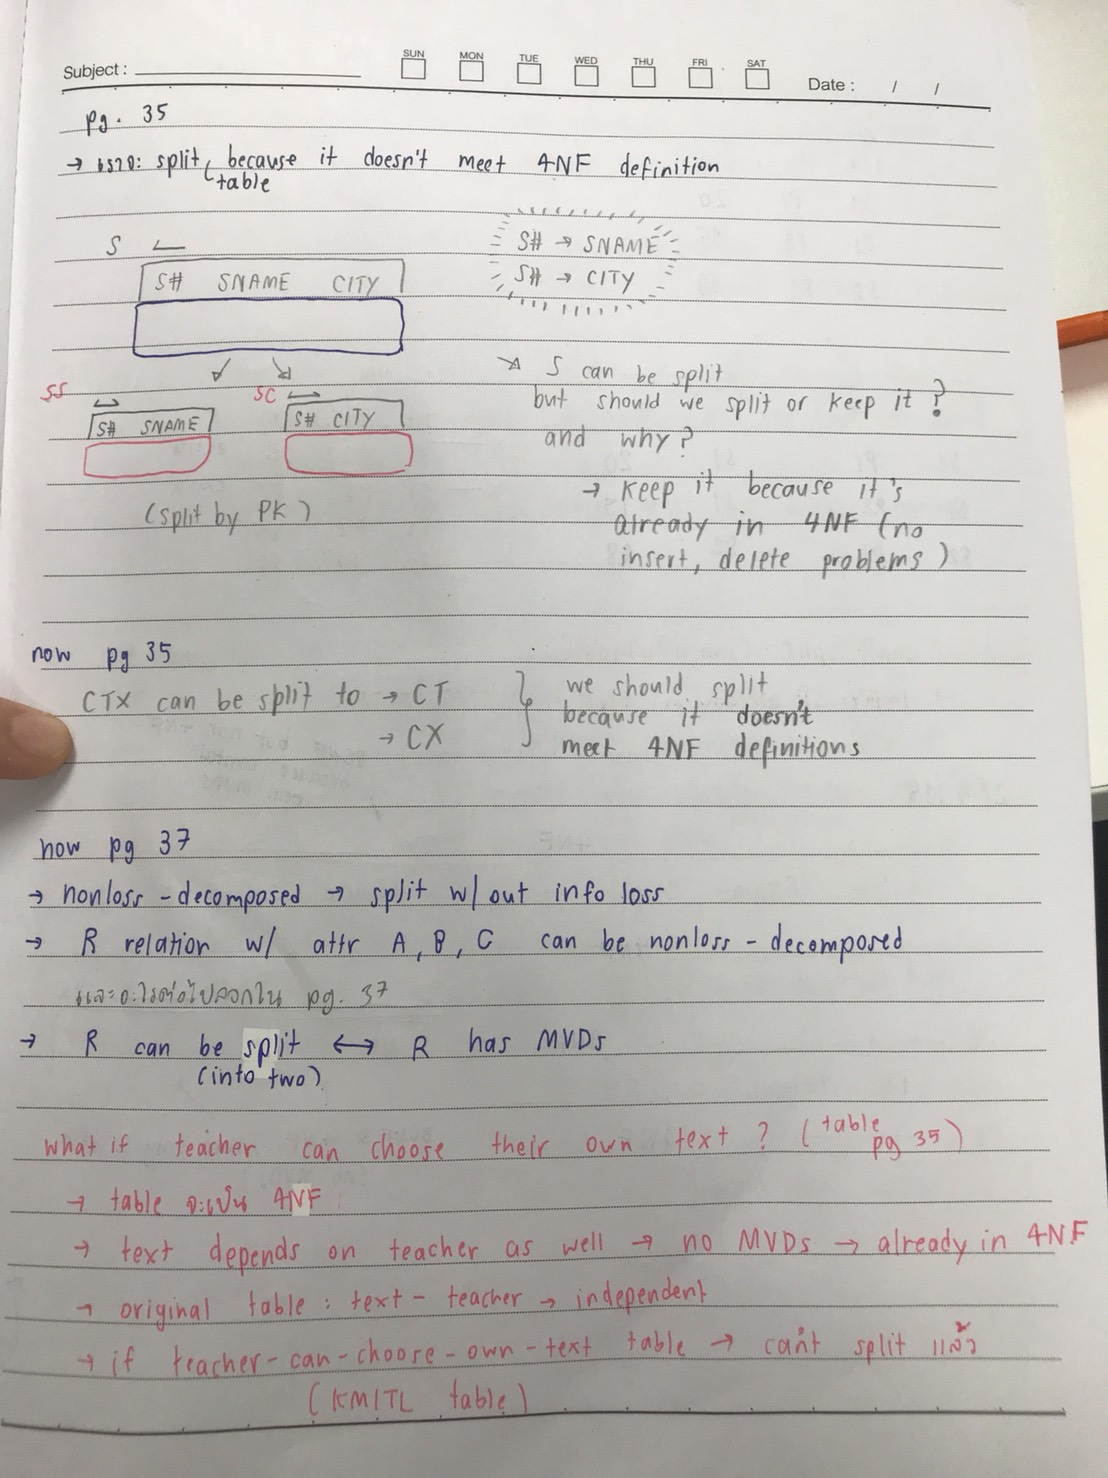 Subject :
SUN MON TUE WED THU FRI SAT
Date : / /
pg. 35
→ เราจะ split table because it doesn't meet 4NF definition
S
S# SNAME CITY
S# → SNAME
S# → CITY
SS
S# SNAME
SC
S# CITY
(split by PK)
S can be split
but should we split or keep it?
and why?
→ keep it because it's
already in 4NF (no
insert, delete problems)
now pg 35
CTX can be split to → CT
→ CX
we should split
because it doesn't
meet 4NF definitions
now pg 37
→ nonloss-decomposed → split w/out info loss
→ R relation w/ attr A, B, C can be nonloss-decomposed
และอะไรต่อไปลอกใน pg. 37
→ R can be split ↔ R has MVDs
(into two)
what if teacher can choose their own text? (table pg 35)
→ table จะเป็น 4NF
→ text depends on teacher as well → no MVDs → already in 4NF
→ original table : text-teacher → independent
→ if teacher-can-choose-own-text table → can't split แล้ว
(KMITL table)